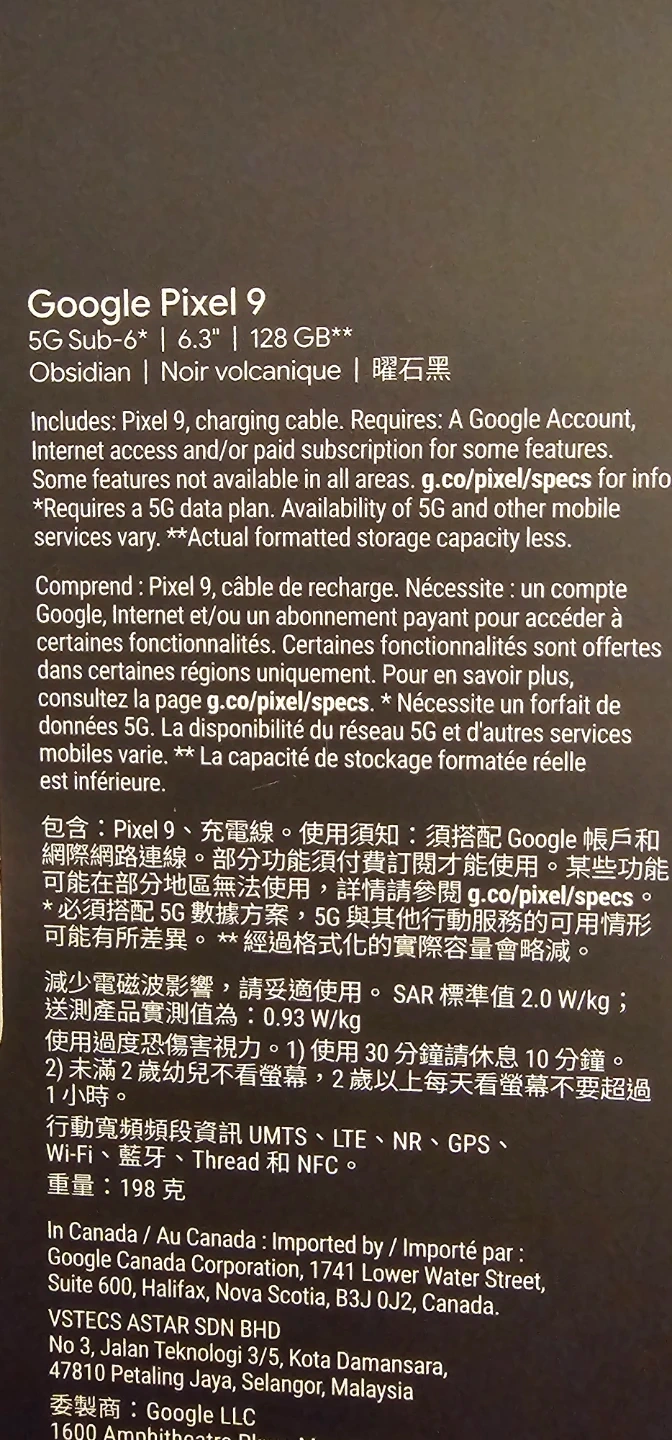 Google Pixel 9
5G Sub-6* | 6.3" | 128 GB**
Obsidian | Noir volcanique | 曜石黑
Includes: Pixel 9, charging cable. Requires: A Google Account,
Internet access and/or paid subscription for some features.
Some features not available in all areas. g.co/pixel/specs for info
*Requires a 5G data plan. Availability of 5G and other mobile
services vary. **Actual formatted storage capacity less.
Comprend : Pixel 9, câble de recharge. Nécessite : un compte
Google, Internet et/ou un abonnement payant pour accéder à
certaines fonctionnalités. Certaines fonctionnalités sont offertes
dans certaines régions uniquement. Pour en savoir plus,
consultez la page g.co/pixel/specs. * Nécessite un forfait de
données 5G. La disponibilité du réseau 5G et d'autres services
mobiles varie. ** La capacité de stockage formatée réelle
est inférieure.
包含：Pixel 9、充電線。使用須知：須搭配 Google 帳戶和
網際網路連線。部分功能須付費訂閱才能使用。某些功能
可能在部分地區無法使用，詳情請參閱 g.co/pixel/specs。
* 必須搭配 5G 數據方案，5G 與其他行動服務的可用情形
可能有所差異。 ** 經過格式化的實際容量會略減。
減少電磁波影響，請妥適使用。 SAR 標準值 2.0 W/kg；
送測產品實測值為：0.93 W/kg
使用過度恐傷害視力。1) 使用 30 分鐘請休息 10 分鐘。
2) 未滿 2 歲幼兒不看螢幕，2 歲以上每天看螢幕不要超過
1 小時。
行動寬頻頻段資訊 UMTS、LTE、NR、GPS、
Wi-Fi、藍牙、Thread 和 NFC。
重量：198 克
In Canada / Au Canada : Imported by / Importé par :
Google Canada Corporation, 1741 Lower Water Street,
Suite 600, Halifax, Nova Scotia, B3J 0J2, Canada.
VSTECS ASTAR SDN BHD
No 3, Jalan Teknologi 3/5, Kota Damansara,
47810 Petaling Jaya, Selangor, Malaysia
委製商：Google LLC
1600 Amphitheatre